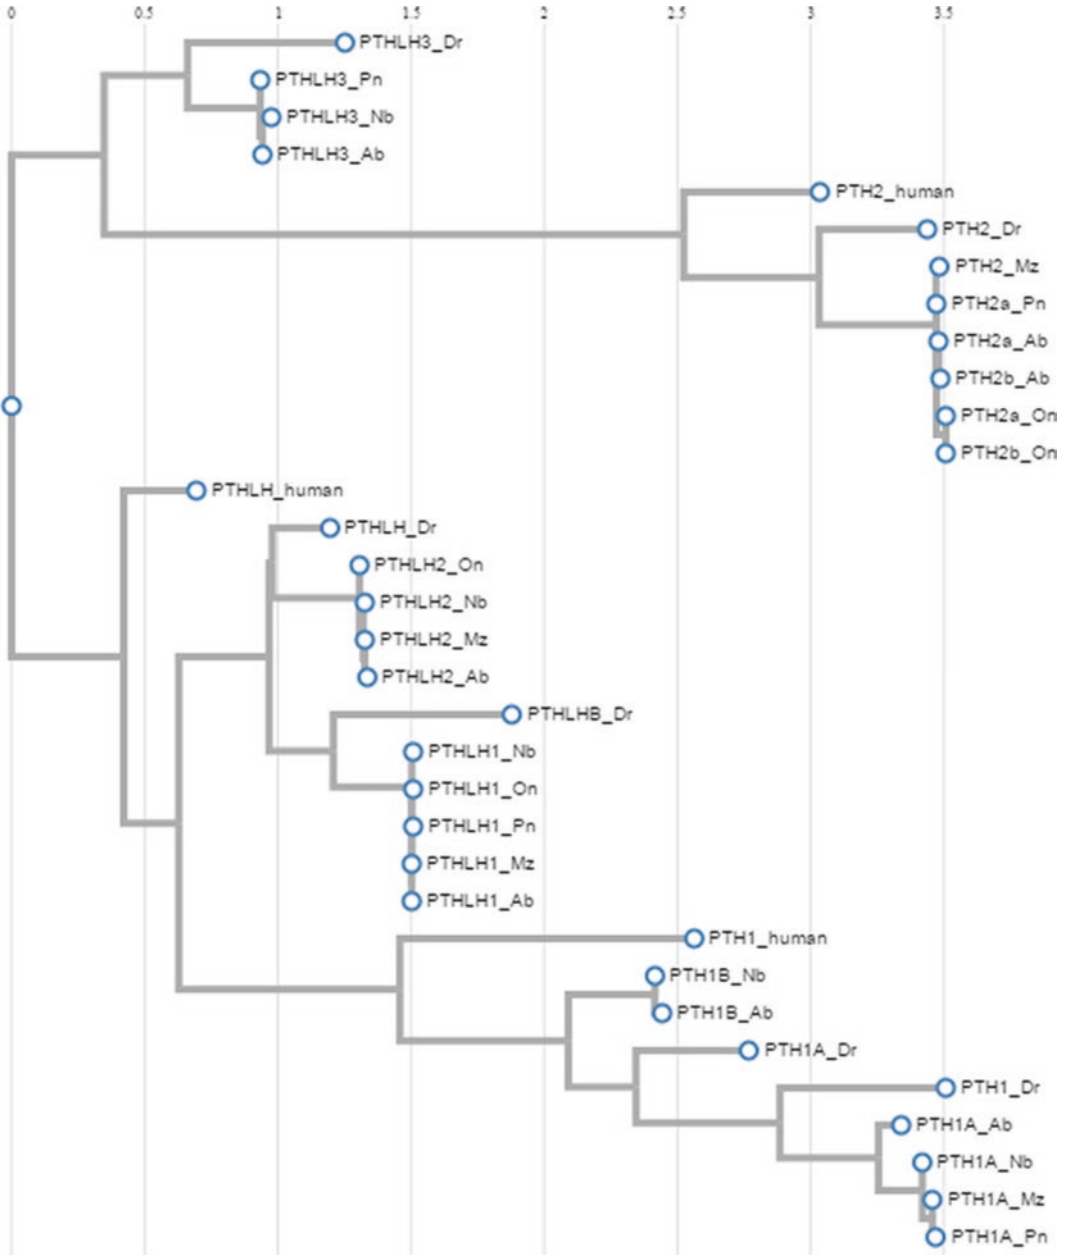 0 0.5 1 1.5 2 2.5 3 3.5
PTHLH3_Dr
PTHLH3_Pn
PTHLH3_Nb
PTHLH3_Ab
PTH2_human
PTH2_Dr
PTH2_Mz
PTH2a_Pn
PTH2a_Ab
PTH2b_Ab
PTH2a_On
PTH2b_On
PTHLH_human
PTHLH_Dr
PTHLH2_On
PTHLH2_Nb
PTHLH2_Mz
PTHLH2_Ab
PTHLHB_Dr
PTHLH1_Nb
PTHLH1_On
PTHLH1_Pn
PTHLH1_Mz
PTHLH1_Ab
PTH1_human
PTH1B_Nb
PTH1B_Ab
PTH1A_Dr
PTH1_Dr
PTH1A_Ab
PTH1A_Nb
PTH1A_Mz
PTH1A_Pn